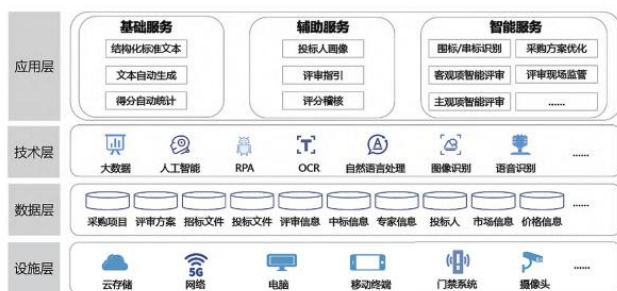 基础服务
辅助服务
智能服务
应用层
结构化标准文本
投标人画像
围标/串标识别
采购方案优化
文本自动生成
评审指引
客观项智能评审
评审现场监管
得分自动统计
评分稽核
主观项智能评审
......
技术层
大数据
人工智能
RPA
OCR
自然语言处理
图像识别
语音识别
......
数据层
采购项目
评审方案
招标文件
投标文件
评审信息
中标信息
专家信息
投标人
市场信息
价格信息
......
设施层
云存储
5G
网络
电脑
移动终端
门禁系统
摄像头
......